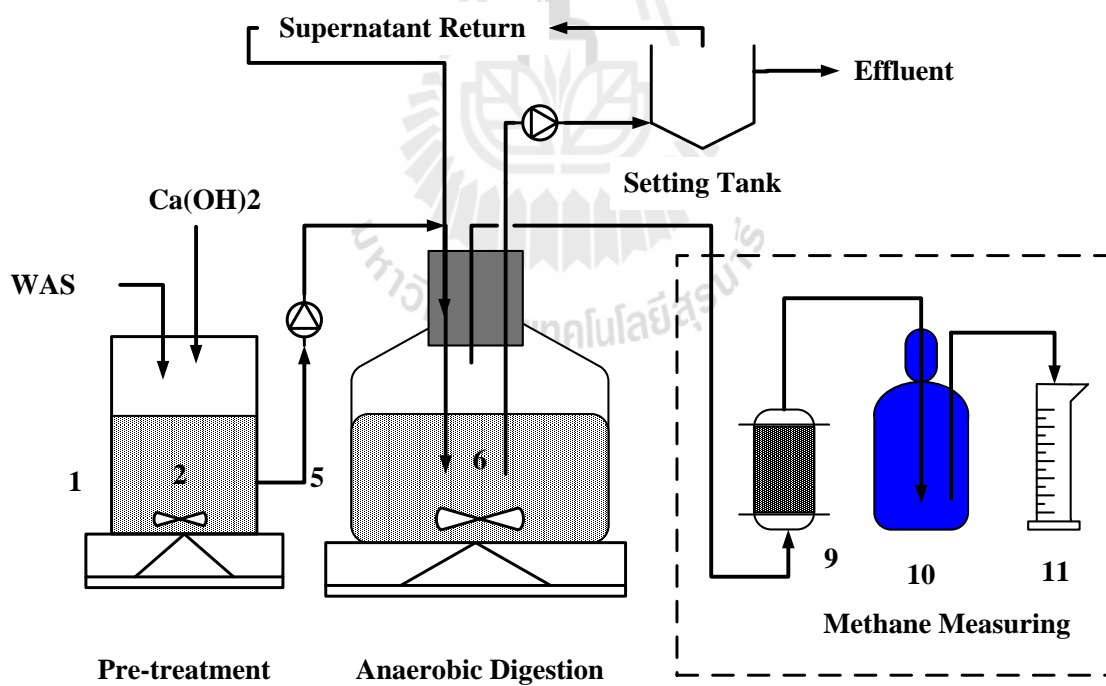 Supernatant Return
Effluent
Setting Tank
Ca(OH)2
WAS
1
2
5
6
9
10
11
Methane Measuring
Pre-treatment
Anaerobic Digestion